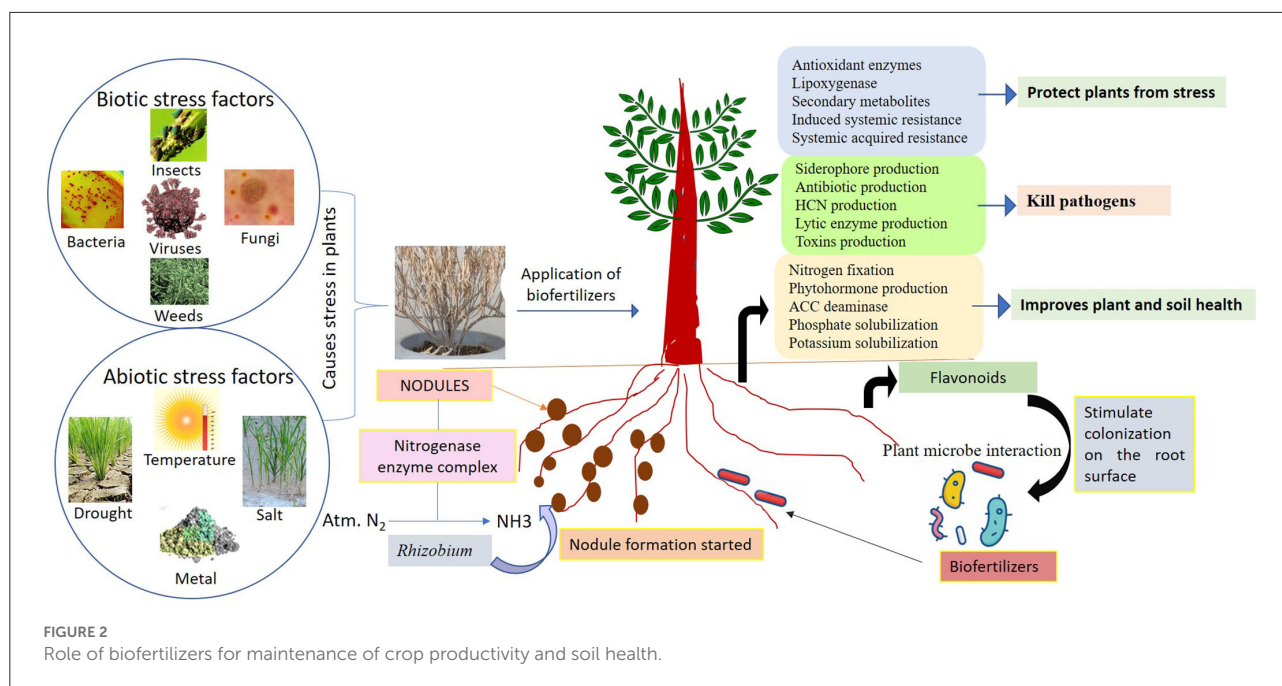 Biotic stress factors
Insects
Bacteria
Viruses
Fungi
Weeds
Abiotic stress factors
Temperature
Drought
Salt
Metal
Causes stress in plants
Application of
biofertilizers
Antioxidant enzymes
Lipoxygenase
Secondary metabolites
Induced systemic resistance
Systemic acquired resistance
Protect plants from stress
Siderophore production
Antibiotic production
HCN production
Lytic enzyme production
Toxins production
Kill pathogens
Nitrogen fixation
Phytohormone production
ACC deaminase
Phosphate solubilization
Potassium solubilization
Improves plant and soil health
NODULES
Nitrogenase
enzyme complex
Atm. N₂
NH3
Rhizobium
Nodule formation started
Flavonoids
Stimulate
colonization
on the root
surface
Plant microbe interaction
Biofertilizers
FIGURE 2
Role of biofertilizers for maintenance of crop productivity and soil health.